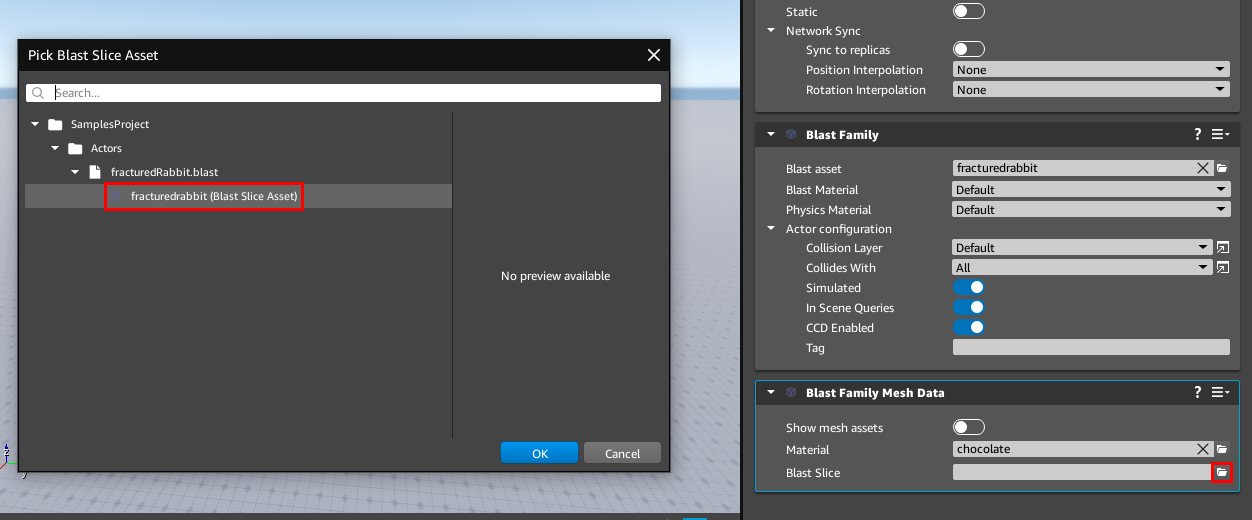 Pick Blast Slice Asset
Search...
SamplesProject
Actors
fracturedRabbit.blast
fracturedrabbit (Blast Slice Asset)
No preview available
OK Cancel
z
y
Static
Network Sync
Sync to replicas
Position Interpolation None
Rotation Interpolation None
Blast Family ?
Blast asset fracturedrabbit
Blast Material Default
Physics Material Default
Actor configuration
Collision Layer Default
Collides With All
Simulated
In Scene Queries
CCD Enabled
Tag
Blast Family Mesh Data ?
Show mesh assets
Material chocolate
Blast Slice